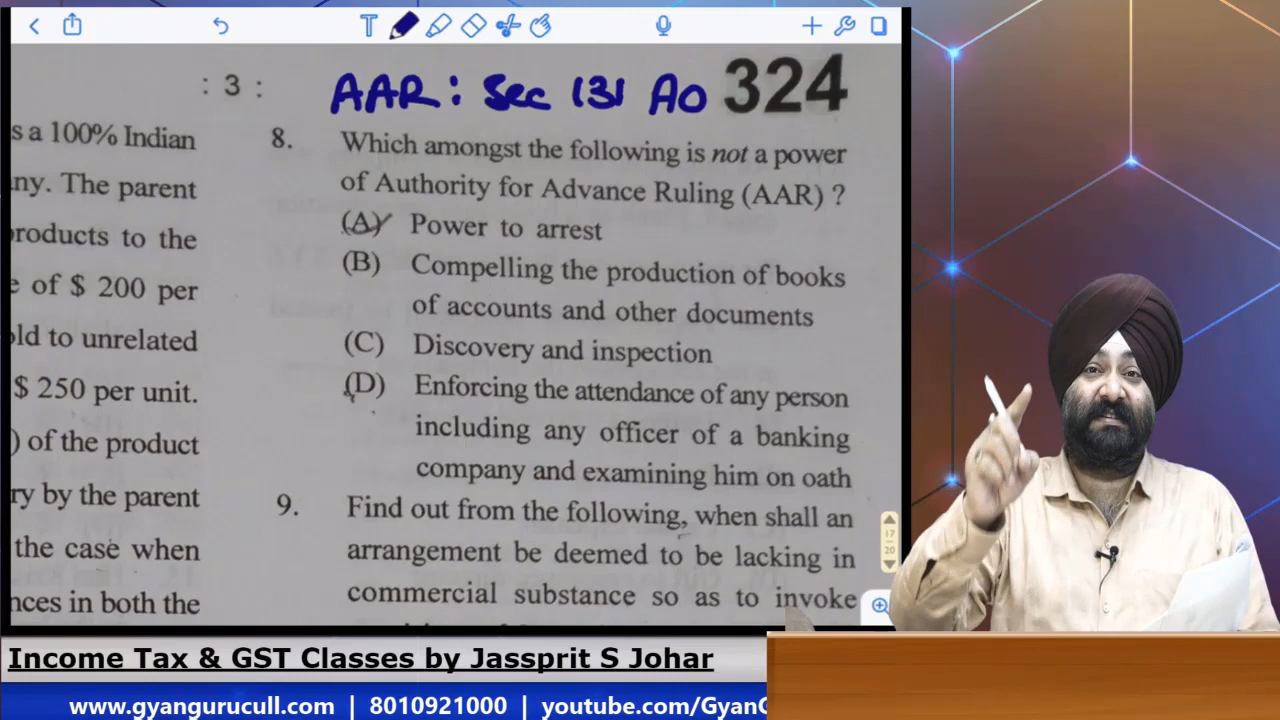 : 3 :
AAR : Sec 131 AO 324
s a 100% Indian
ny. The parent
roducts to the
e of $ 200 per
old to unrelated
$ 250 per unit.
) of the product
ry by the parent
the case when
nces in both the
8. Which amongst the following is not a power
of Authority for Advance Ruling (AAR) ?
(A) Power to arrest
(B) Compelling the production of books
of accounts and other documents
(C) Discovery and inspection
(D) Enforcing the attendance of any person
including any officer of a banking
company and examining him on oath
9. Find out from the following, when shall an
arrangement be deemed to be lacking in
commercial substance so as to invoke
17
20
Income Tax & GST Classes by Jassprit S Johar
www.gyangurucull.com | 8010921000 | youtube.com/GyanG